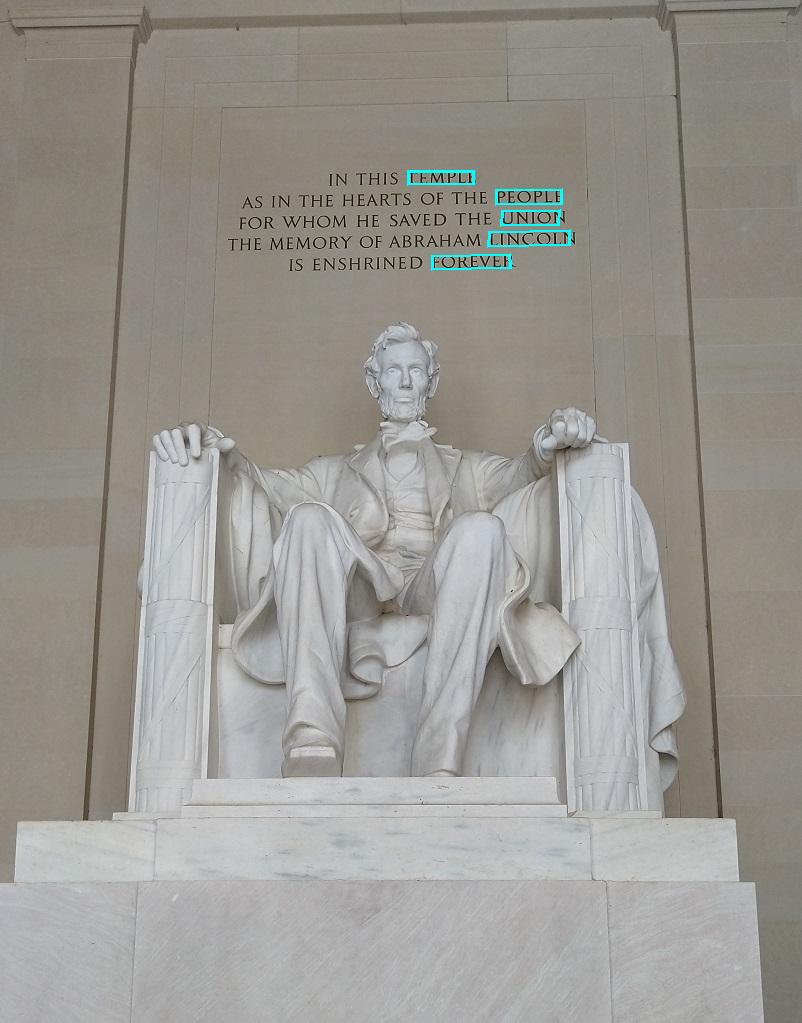 IN THIS TEMPLE
AS IN THE HEARTS OF THE PEOPLE
FOR WHOM HE SAVED THE UNION
THE MEMORY OF ABRAHAM LINCOLN
IS ENSHRINED FOREVER